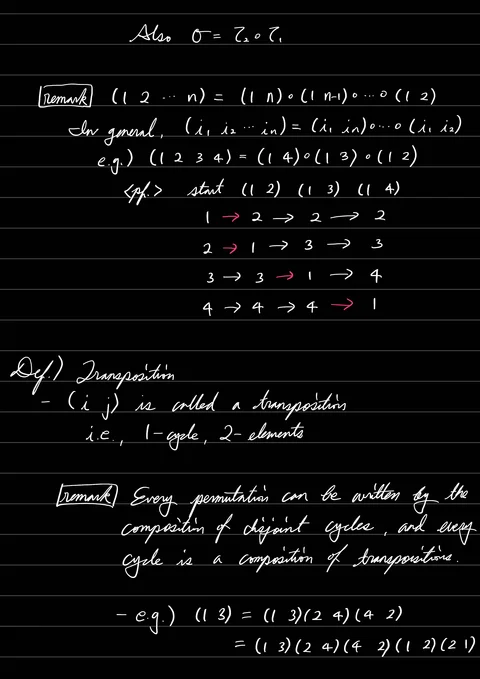 Also σ = τ₂ ∘ τ₁
remark (1 2 ⋯ n) = (1 n)∘(1 n-1)∘⋯∘(1 2)
In general, (i₁ i₂ ⋯ iₙ) = (i₁ iₙ)∘⋯∘(i₁ i₂)
e.g.) (1 2 3 4) = (1 4)∘(1 3)∘(1 2)
<pf.> start (1 2) (1 3) (1 4)
1 → 2 → 2 → 2
2 → 1 → 3 → 3
3 → 3 → 1 → 4
4 → 4 → 4 → 1
Def.) Transposition
- (i j) is called a transposition
i.e., 1-cycle, 2-elements
remark Every permutation can be written by the
composition of disjoint cycles, and every
cycle is a composition of transpositions.
- e.g.) (1 3) = (1 3)(2 4)(4 2)
= (1 3)(2 4)(4 2)(1 2)(2 1)